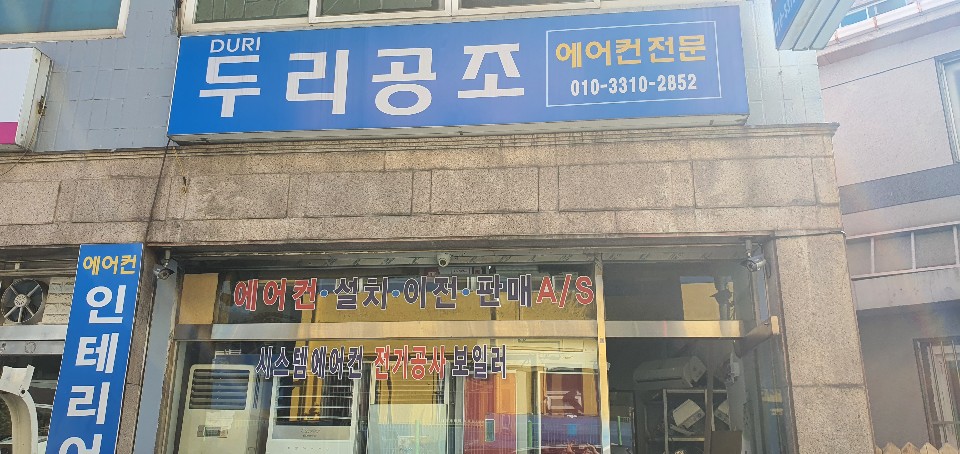 DURI
두리공조
에어컨전문
010-3310-2852
에어컨·설치·이전·판매 A/S
시스템에어컨 전기공사 보일러
에어컨
인테리어